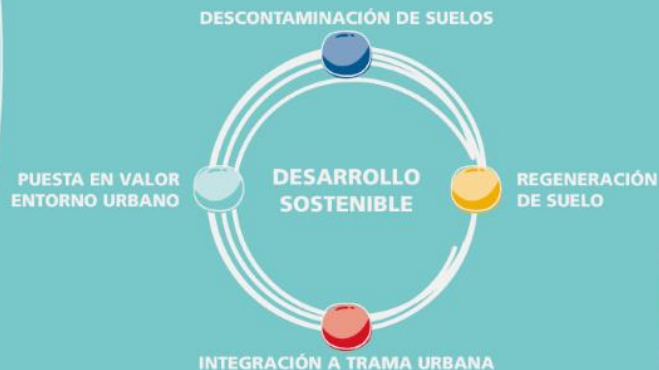 DESCONTAMINACIÓN DE SUELOS
PUESTA EN VALOR
ENTORNO URBANO
DESARROLLO
SOSTENIBLE
REGENERACIÓN
DE SUELO
INTEGRACIÓN A TRAMA URBANA